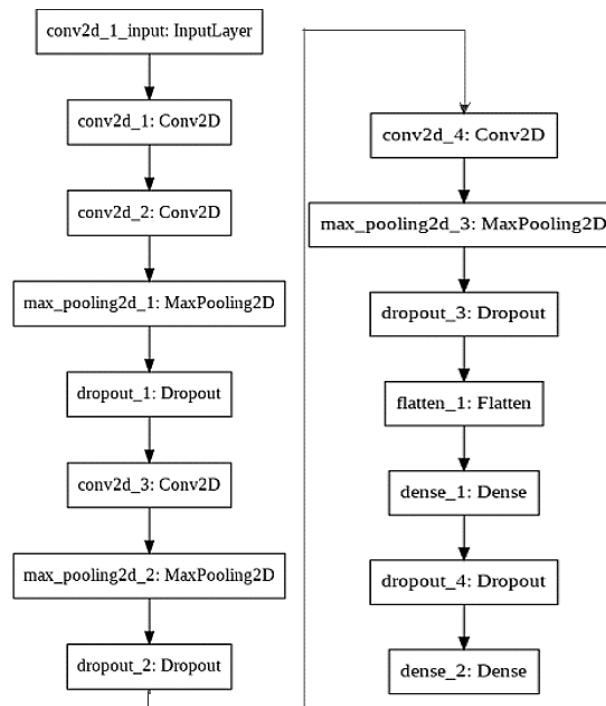 conv2d_1_input: InputLayer
conv2d_1: Conv2D
conv2d_2: Conv2D
max_pooling2d_1: MaxPooling2D
dropout_1: Dropout
conv2d_3: Conv2D
max_pooling2d_2: MaxPooling2D
dropout_2: Dropout
conv2d_4: Conv2D
max_pooling2d_3: MaxPooling2D
dropout_3: Dropout
flatten_1: Flatten
dense_1: Dense
dropout_4: Dropout
dense_2: Dense